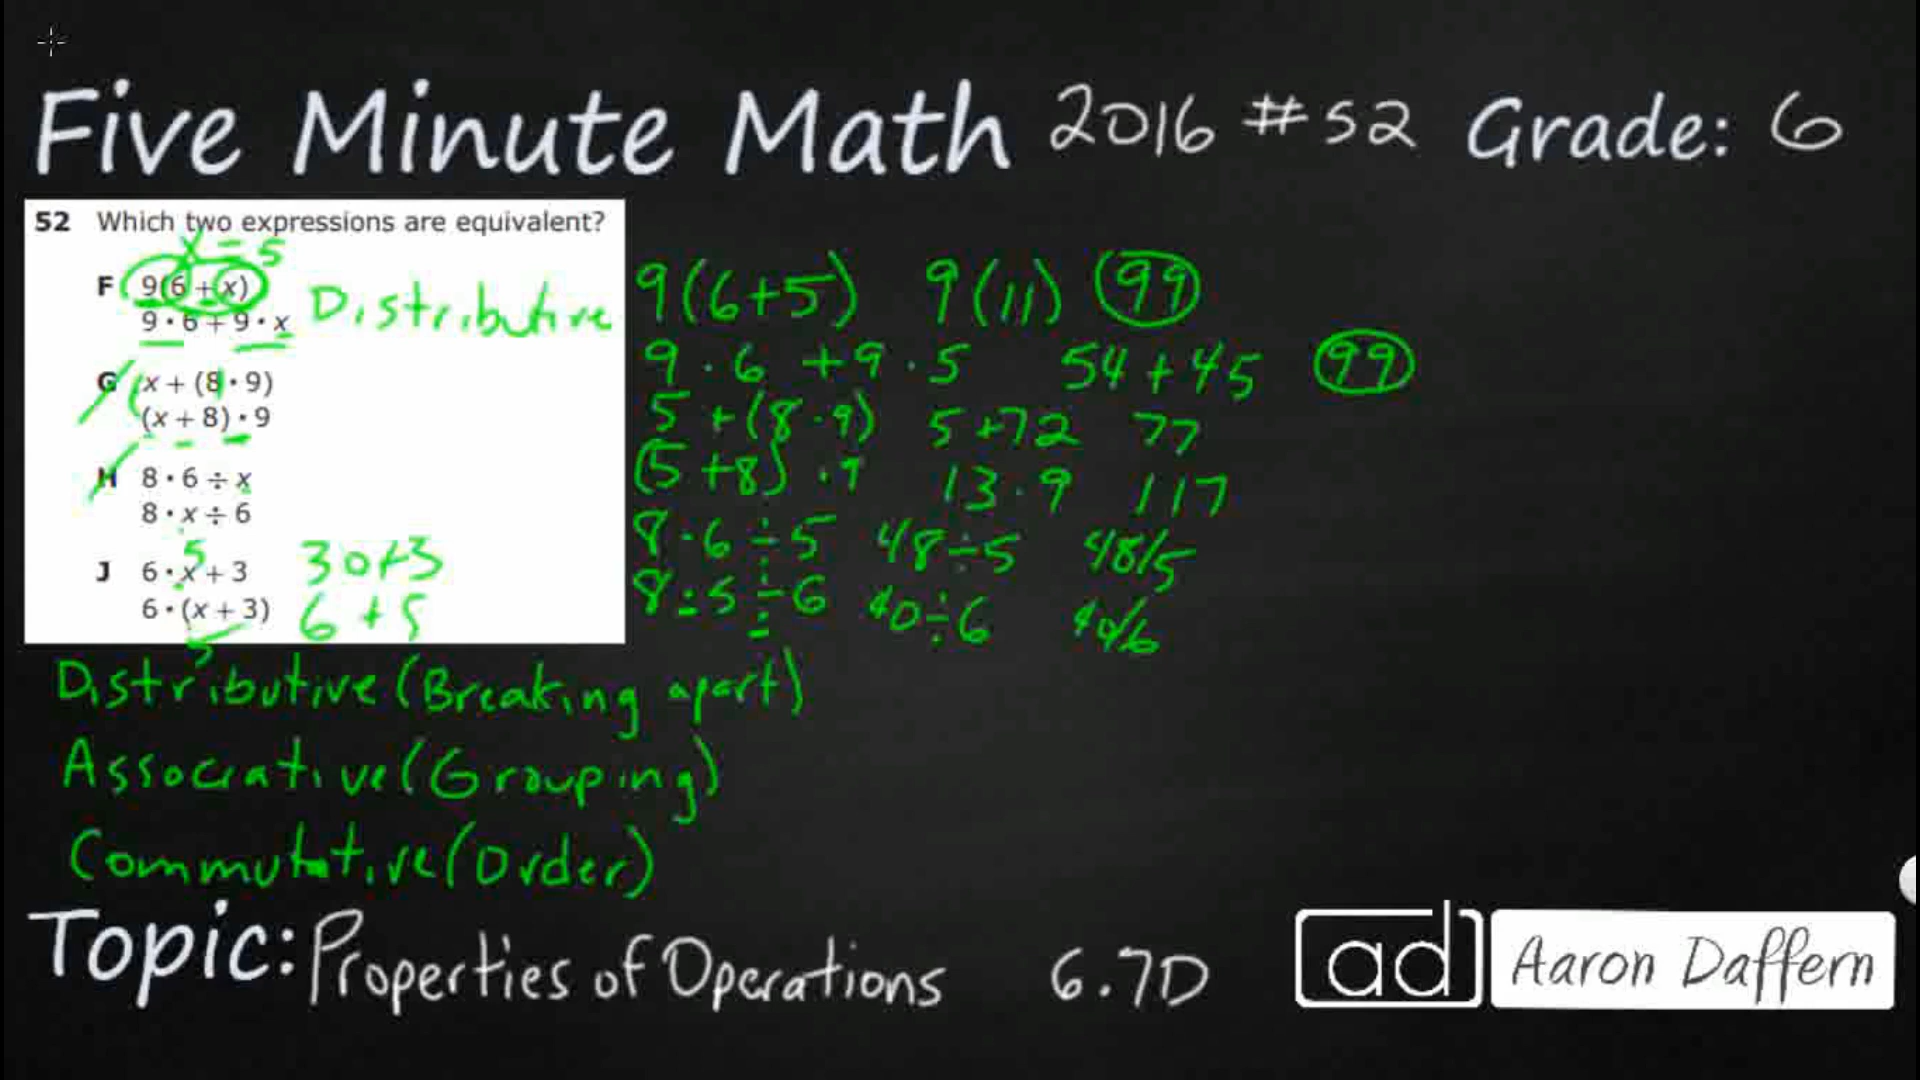 Five Minute Math 2016 #52 Grade: 6
52 Which two expressions are equivalent?
x = 5
F 9(6 + x)
9 · 6 + 9 · x Distributive
G x + (8 · 9)
(x + 8) · 9
H 8 · 6 ÷ x
8 · x ÷ 6
5
J 6 · x + 3 30+3
6 · (x + 3) 6 + 5
5
9(6+5) 9(11) 99
9 · 6 + 9 · 5 54 + 45 99
5 + (8 · 9) 5 + 72 77
(5 + 8) · 9 13 · 9 117
8 · 6 ÷ 5 48 ÷ 5 48/5
8 · 5 ÷ 6 40 ÷ 6 40/6
Distributive (Breaking apart)
Associative (Grouping)
Commutative (Order)
Topic: Properties of Operations 6.7D
ad Aaron Daffern